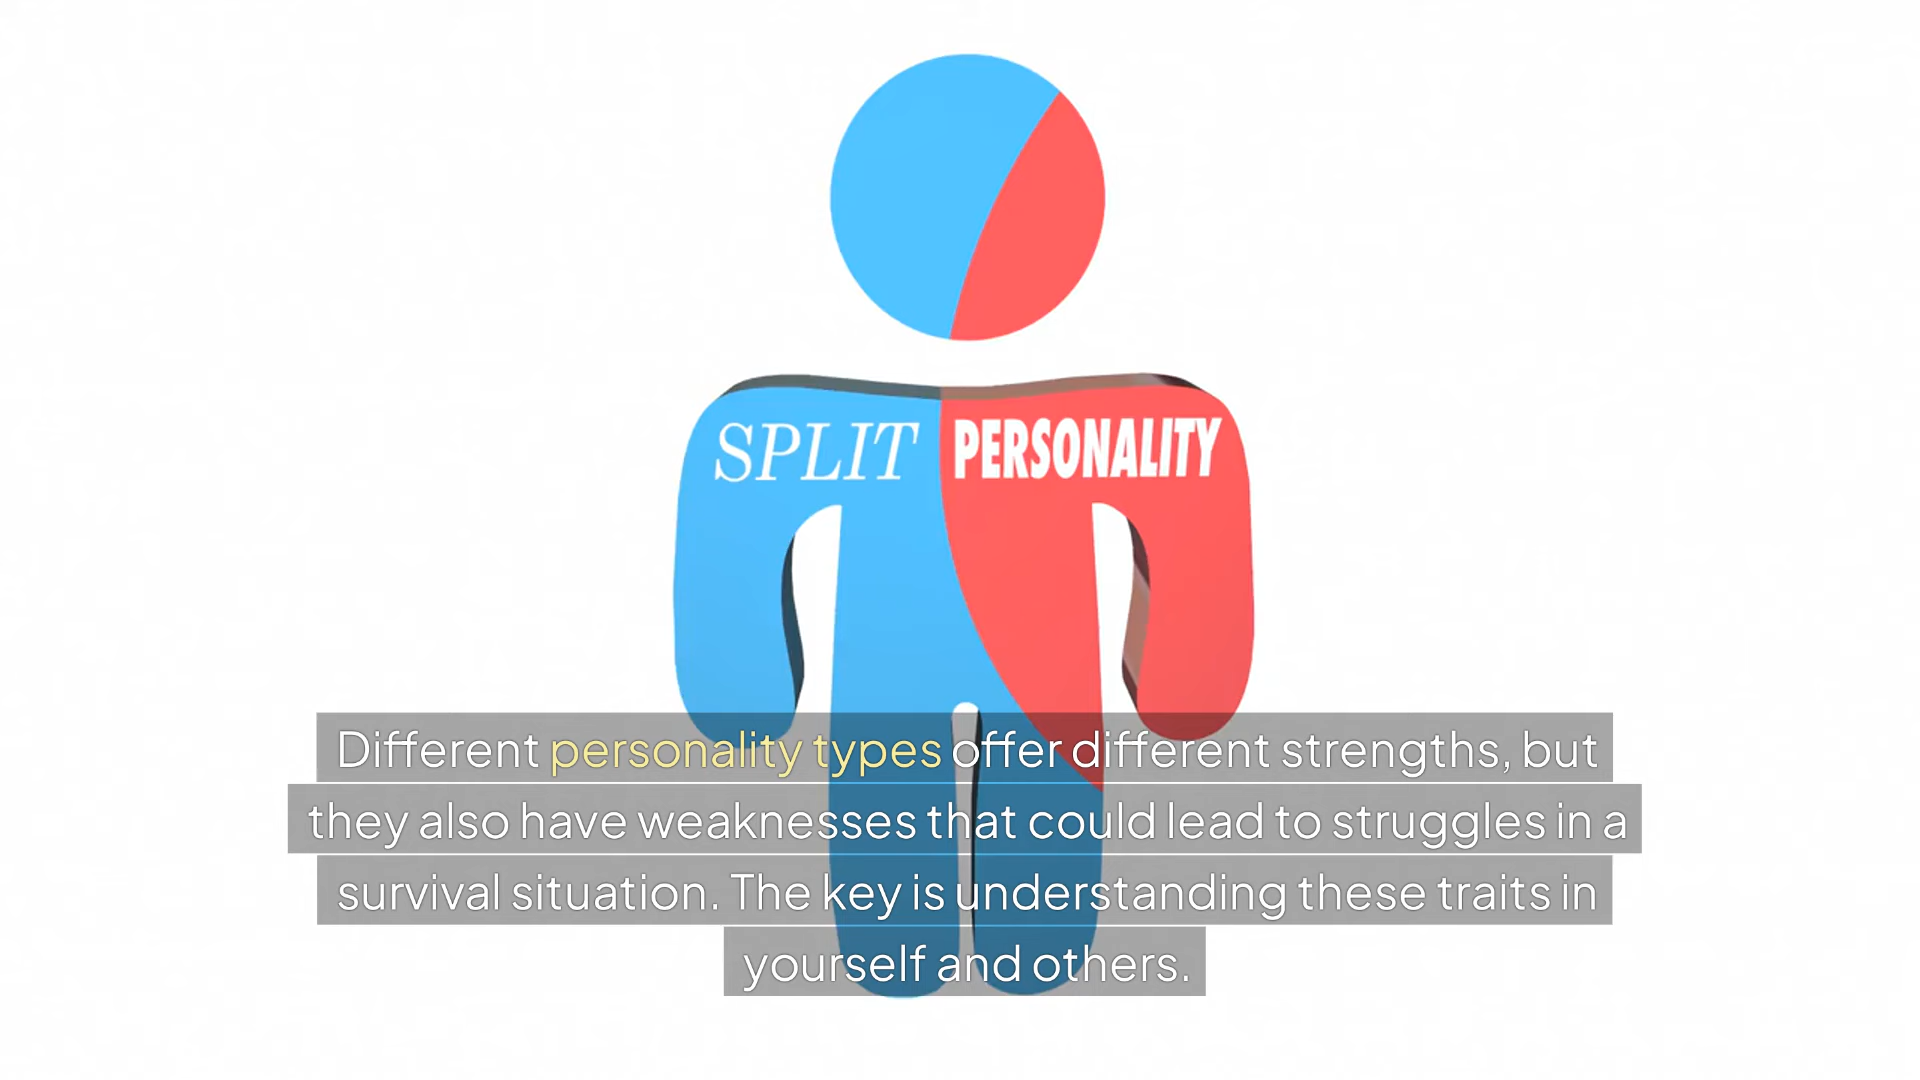 SPLIT PERSONALITY
Different personality types offer different strengths, but
they also have weaknesses that could lead to struggles in a
survival situation. The key is understanding these traits in
yourself and others.